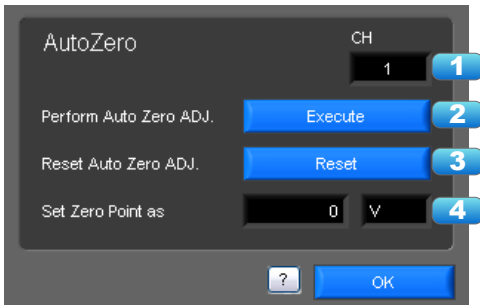 AutoZero
CH
1
1
Perform Auto Zero ADJ.
Execute
2
Reset Auto Zero ADJ.
Reset
3
Set Zero Point as
0
V
4
?
OK